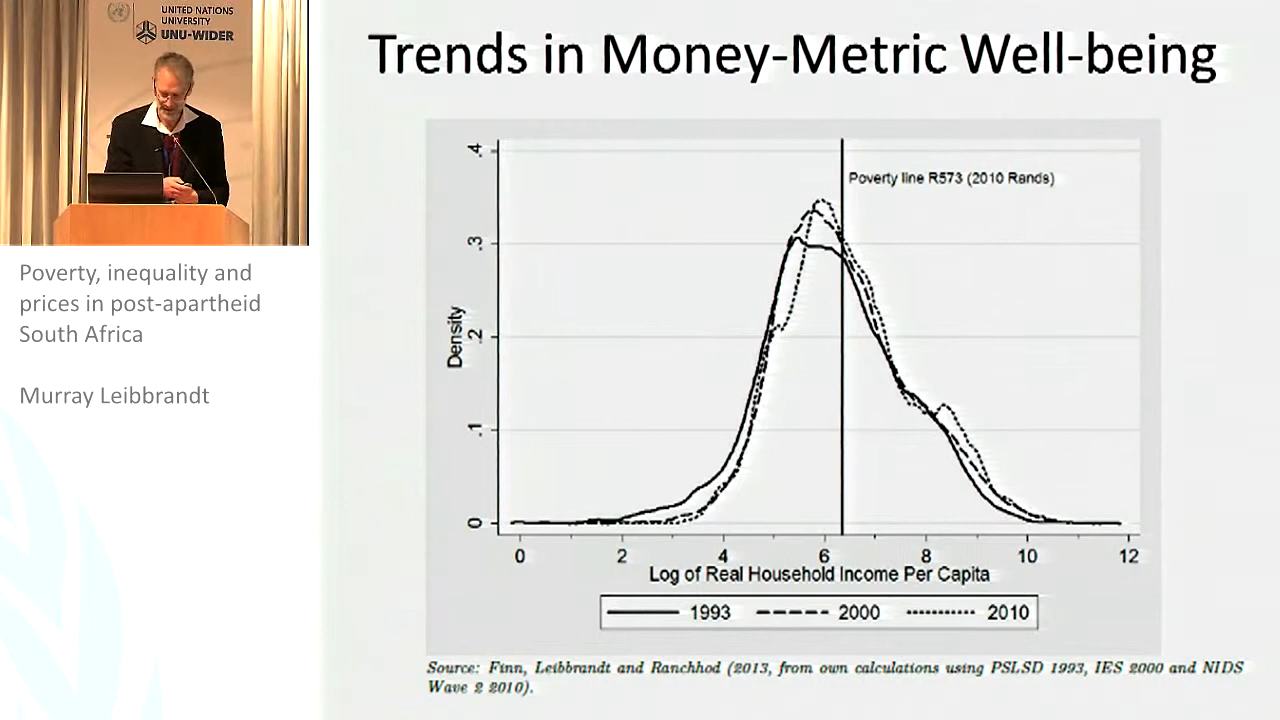 UNITED NATIONS
UNIVERSITY
UNU-WIDER
Trends in Money-Metric Well-being
Poverty, inequality and
prices in post-apartheid
South Africa
Murray Leibbrandt
Poverty line R573 (2010 Rands)
.4
.3
.2
.1
0
Density
0 2 4 6 8 10 12
Log of Real Household Income Per Capita
1993 2000 2010
Source: Finn, Leibbrandt and Ranchhod (2013, from own calculations using PSLSD 1993, IES 2000 and NIDS
Wave 2 2010).